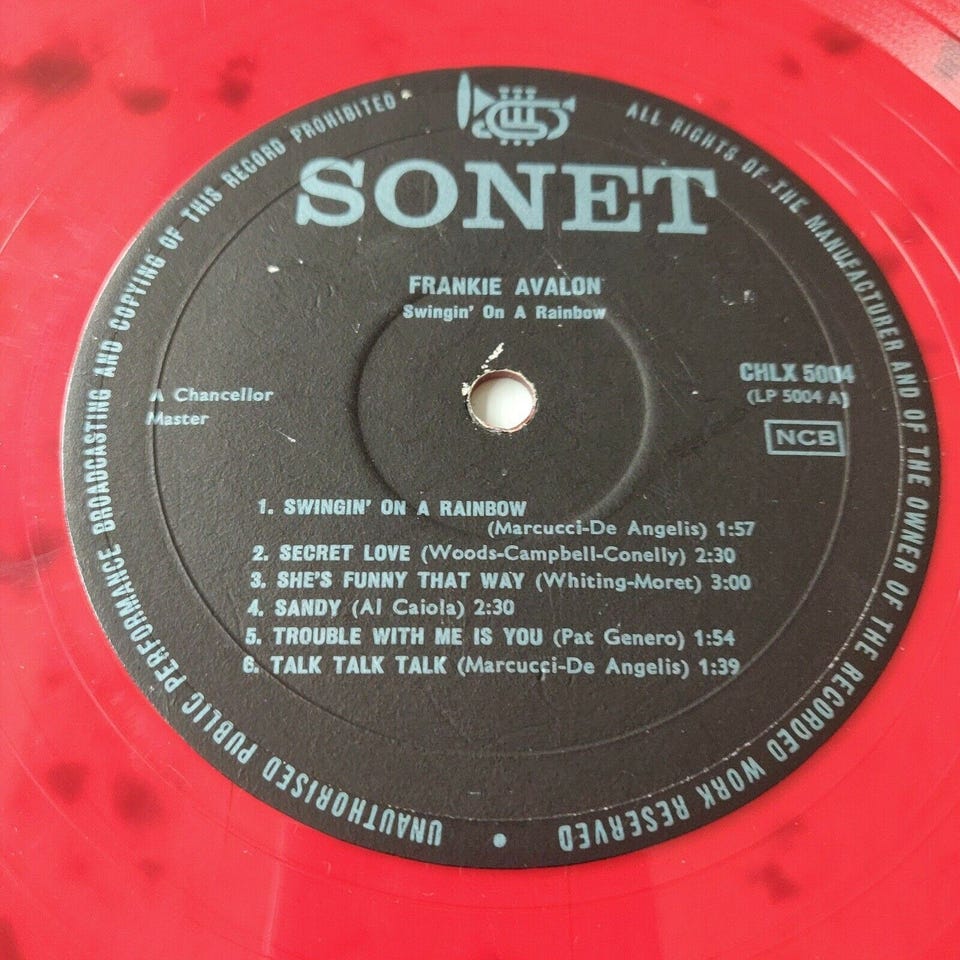 SONET
FRANKIE AVALON
Swingin' On A Rainbow
A Chancellor
Master
CHLX 5004
(LP 5004 A)
NCB
1. SWINGIN' ON A RAINBOW
(Marcucci-De Angelis) 1:57
2. SECRET LOVE (Woods-Campbell-Conelly) 2:30
3. SHE'S FUNNY THAT WAY (Whiting-Moret) 3:00
4. SANDY (Al Caiola) 2:30
5. TROUBLE WITH ME IS YOU (Pat Genero) 1:54
6. TALK TALK TALK (Marcucci-De Angelis) 1:39
ALL RIGHTS OF THE MANUFACTURER AND OF THE OWNER OF THE RECORDED WORK RESERVED
UNAUTHORISED PUBLIC PERFORMANCE BROADCASTING AND COPYING OF THIS RECORD PROHIBITED